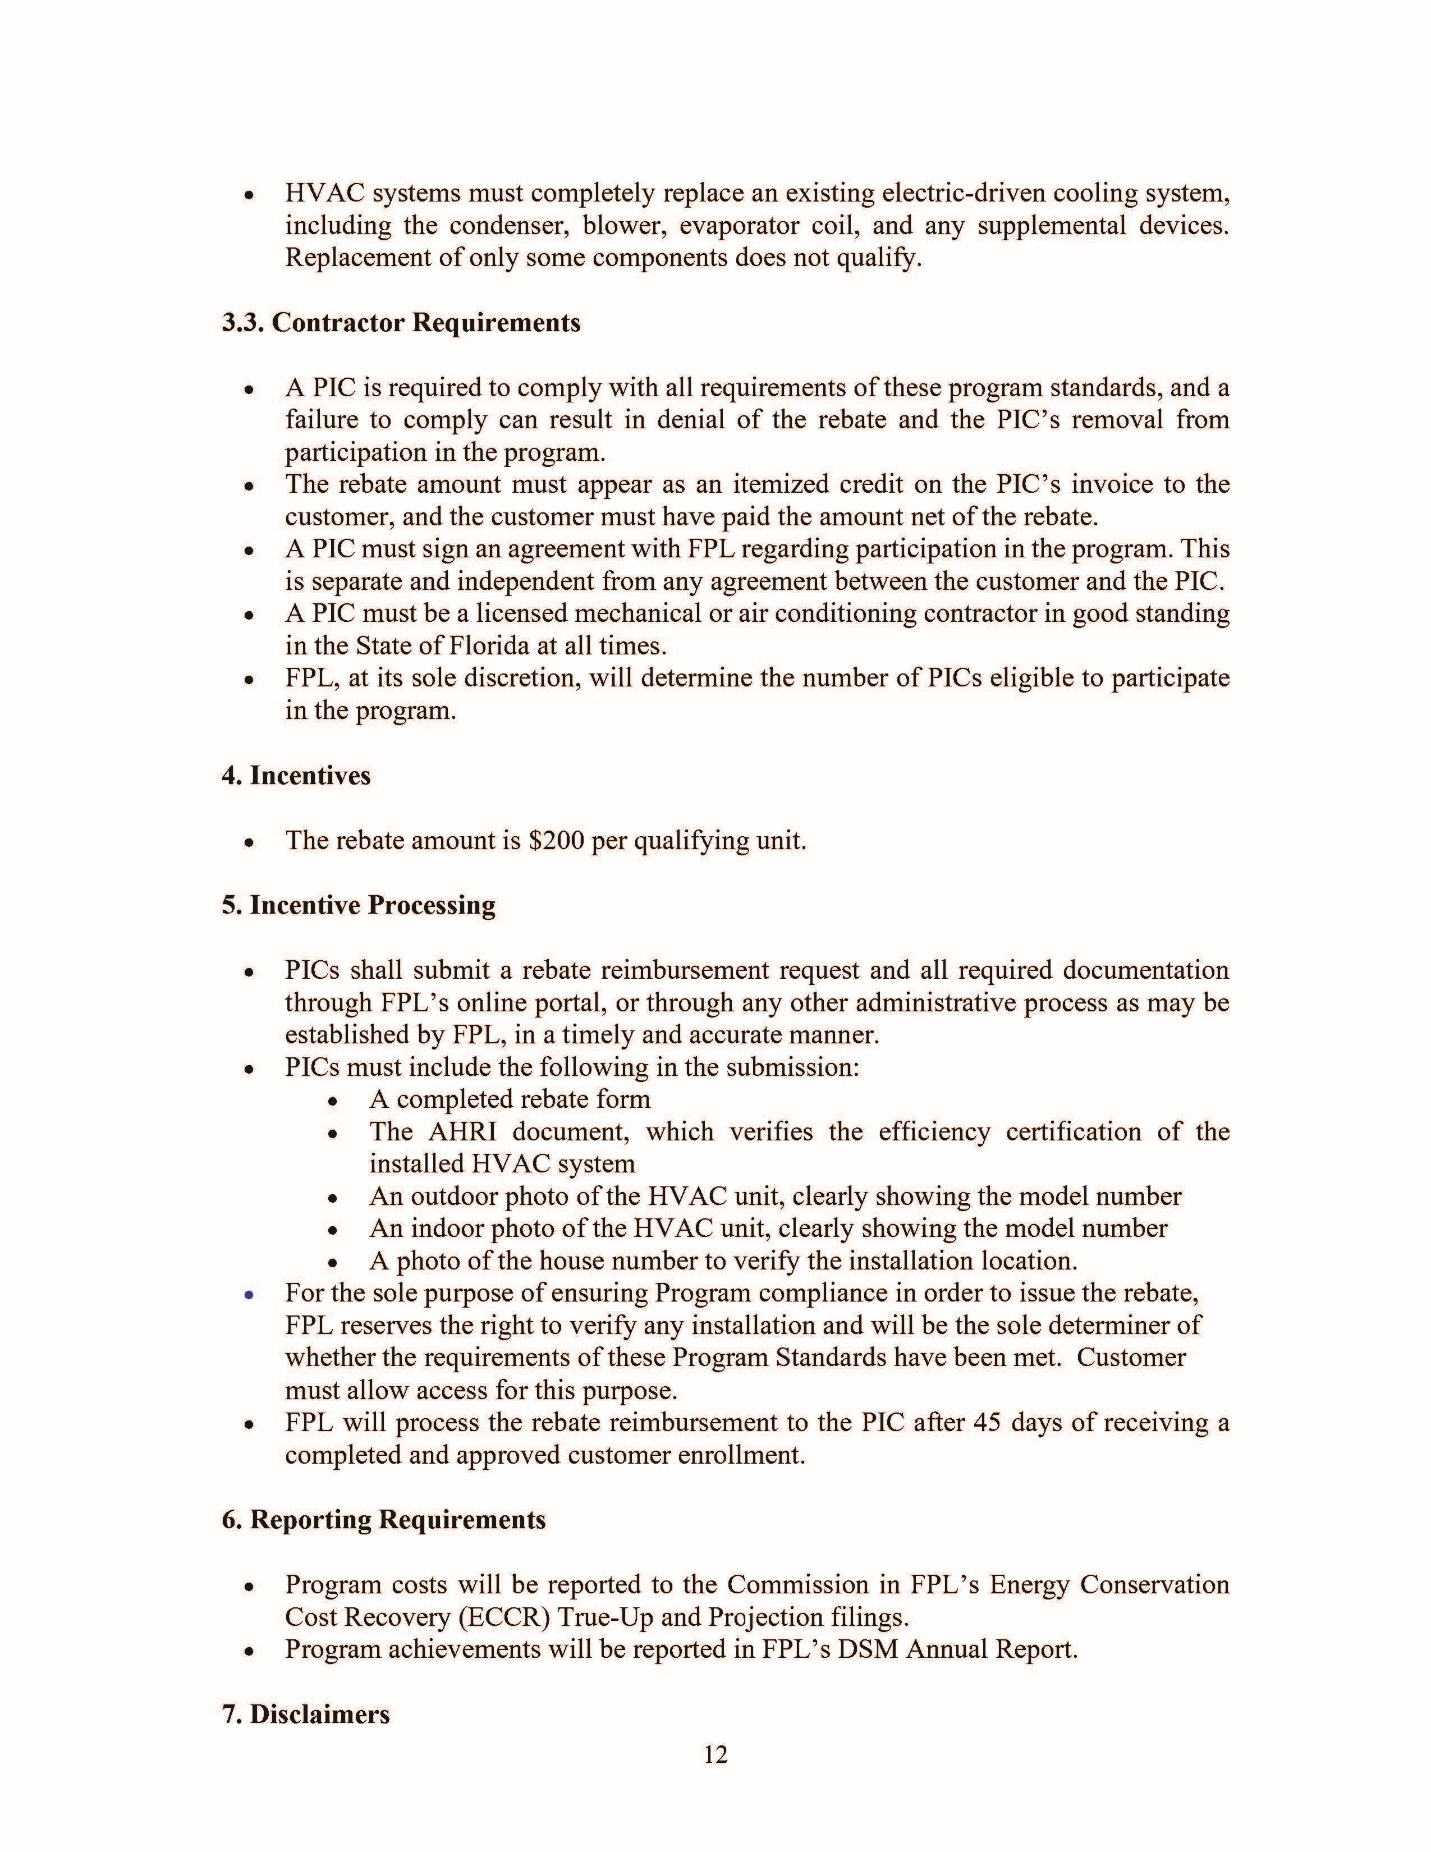 • HVAC systems must completely replace an existing electric-driven cooling system,
including the condenser, blower, evaporator coil, and any supplemental devices.
Replacement of only some components does not qualify.
3.3. Contractor Requirements
• A PIC is required to comply with all requirements of these program standards, and a
failure to comply can result in denial of the rebate and the PIC’s removal from
participation in the program.
• The rebate amount must appear as an itemized credit on the PIC’s invoice to the
customer, and the customer must have paid the amount net of the rebate.
• A PIC must sign an agreement with FPL regarding participation in the program. This
is separate and independent from any agreement between the customer and the PIC.
• A PIC must be a licensed mechanical or air conditioning contractor in good standing
in the State of Florida at all times.
• FPL, at its sole discretion, will determine the number of PICs eligible to participate
in the program.
4. Incentives
• The rebate amount is $200 per qualifying unit.
5. Incentive Processing
• PICs shall submit a rebate reimbursement request and all required documentation
through FPL’s online portal, or through any other administrative process as may be
established by FPL, in a timely and accurate manner.
• PICs must include the following in the submission:
• A completed rebate form
• The AHRI document, which verifies the efficiency certification of the
installed HVAC system
• An outdoor photo of the HVAC unit, clearly showing the model number
• An indoor photo of the HVAC unit, clearly showing the model number
• A photo of the house number to verify the installation location.
• For the sole purpose of ensuring Program compliance in order to issue the rebate,
FPL reserves the right to verify any installation and will be the sole determiner of
whether the requirements of these Program Standards have been met. Customer
must allow access for this purpose.
• FPL will process the rebate reimbursement to the PIC after 45 days of receiving a
completed and approved customer enrollment.
6. Reporting Requirements
• Program costs will be reported to the Commission in FPL’s Energy Conservation
Cost Recovery (ECCR) True-Up and Projection filings.
• Program achievements will be reported in FPL’s DSM Annual Report.
7. Disclaimers
12